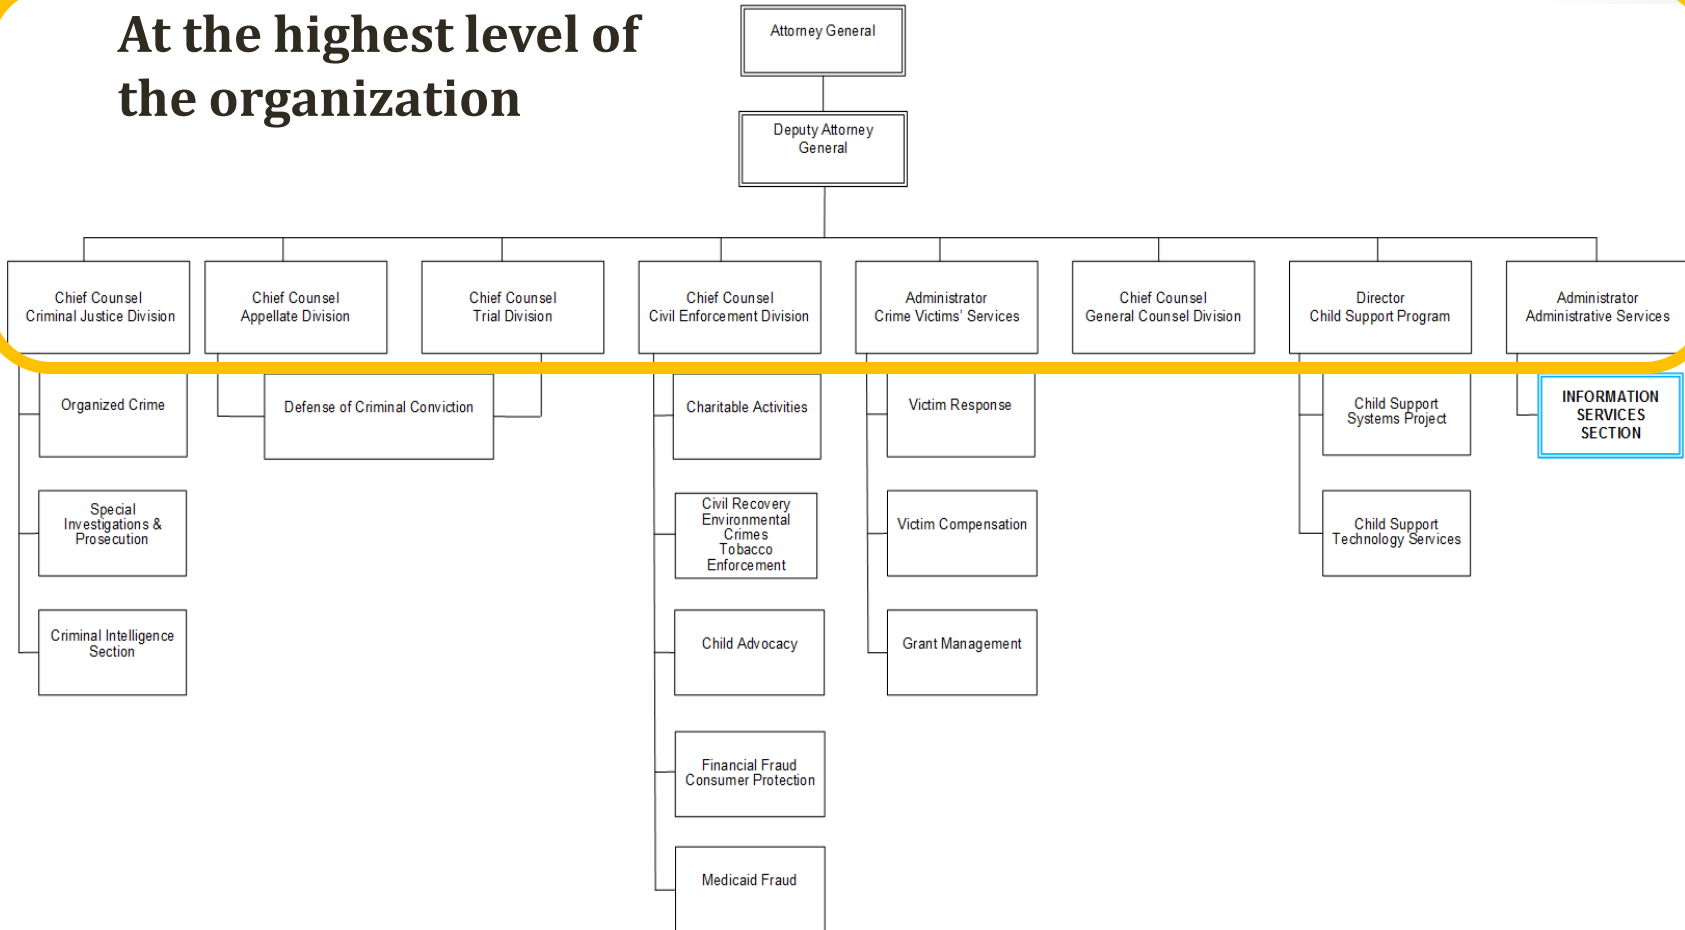 At the highest level of
the organization
Attorney General
Deputy Attorney
General
Chief Counsel
Criminal Justice Division
Chief Counsel
Appellate Division
Chief Counsel
Trial Division
Chief Counsel
Civil Enforcement Division
Administrator
Crime Victims' Services
Chief Counsel
General Counsel Division
Director
Child Support Program
Administrator
Administrative Services
Organized Crime
Defense of Criminal Conviction
Charitable Activities
Victim Response
Child Support
Systems Project
INFORMATION
SERVICES
SECTION
Special
Investigations &
Prosecution
Civil Recovery
Environmental
Crimes
Tobacco
Enforcement
Victim Compensation
Child Support
Technology Services
Criminal Intelligence
Section
Child Advocacy
Grant Management
Financial Fraud
Consumer Protection
Medicaid Fraud